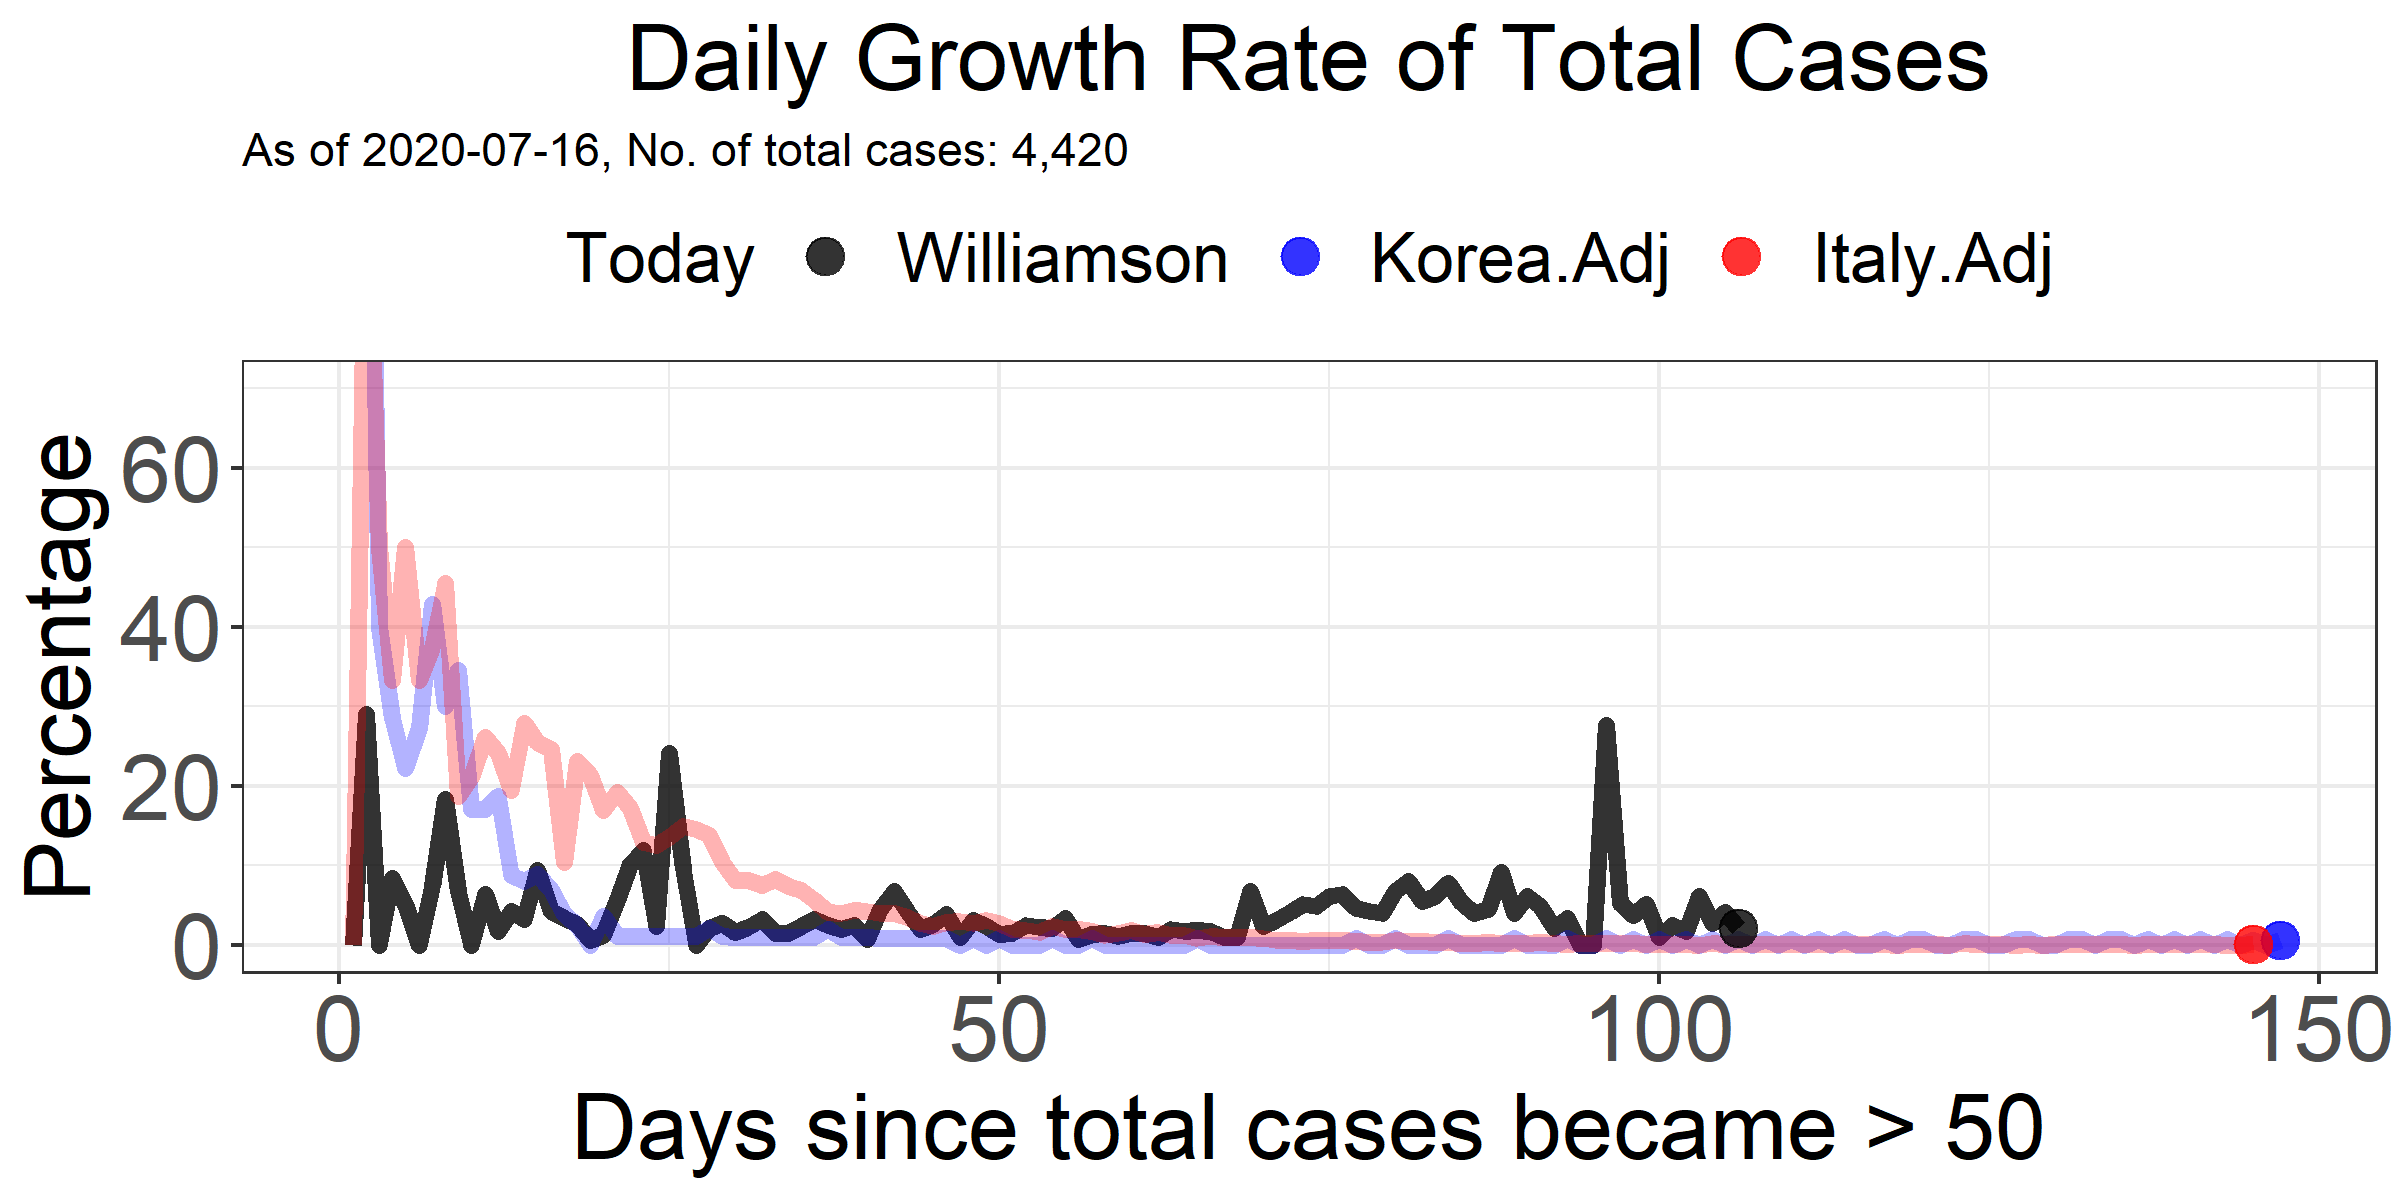 Daily Growth Rate of Total Cases
As of 2020-07-16, No. of total cases: 4,420
Today Williamson Korea.Adj Italy.Adj
Percentage
60
40
20
0
0 50 100 150
Days since total cases became > 50